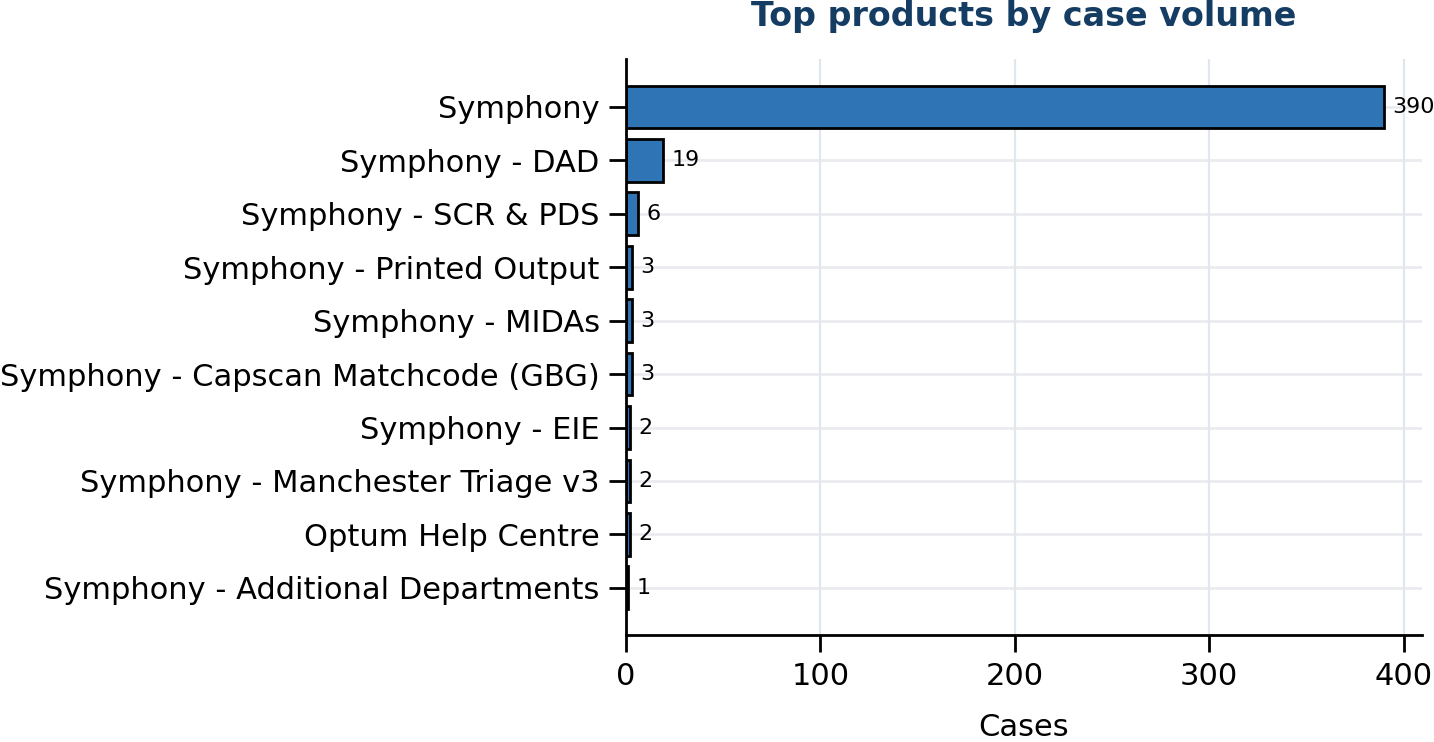 Top products by case volume
Symphony 390
Symphony - DAD 19
Symphony - SCR & PDS 6
Symphony - Printed Output 3
Symphony - MIDAs 3
Symphony - Capscan Matchcode (GBG) 3
Symphony - EIE 2
Symphony - Manchester Triage v3 2
Optum Help Centre 2
Symphony - Additional Departments 1
0 100 200 300 400
Cases